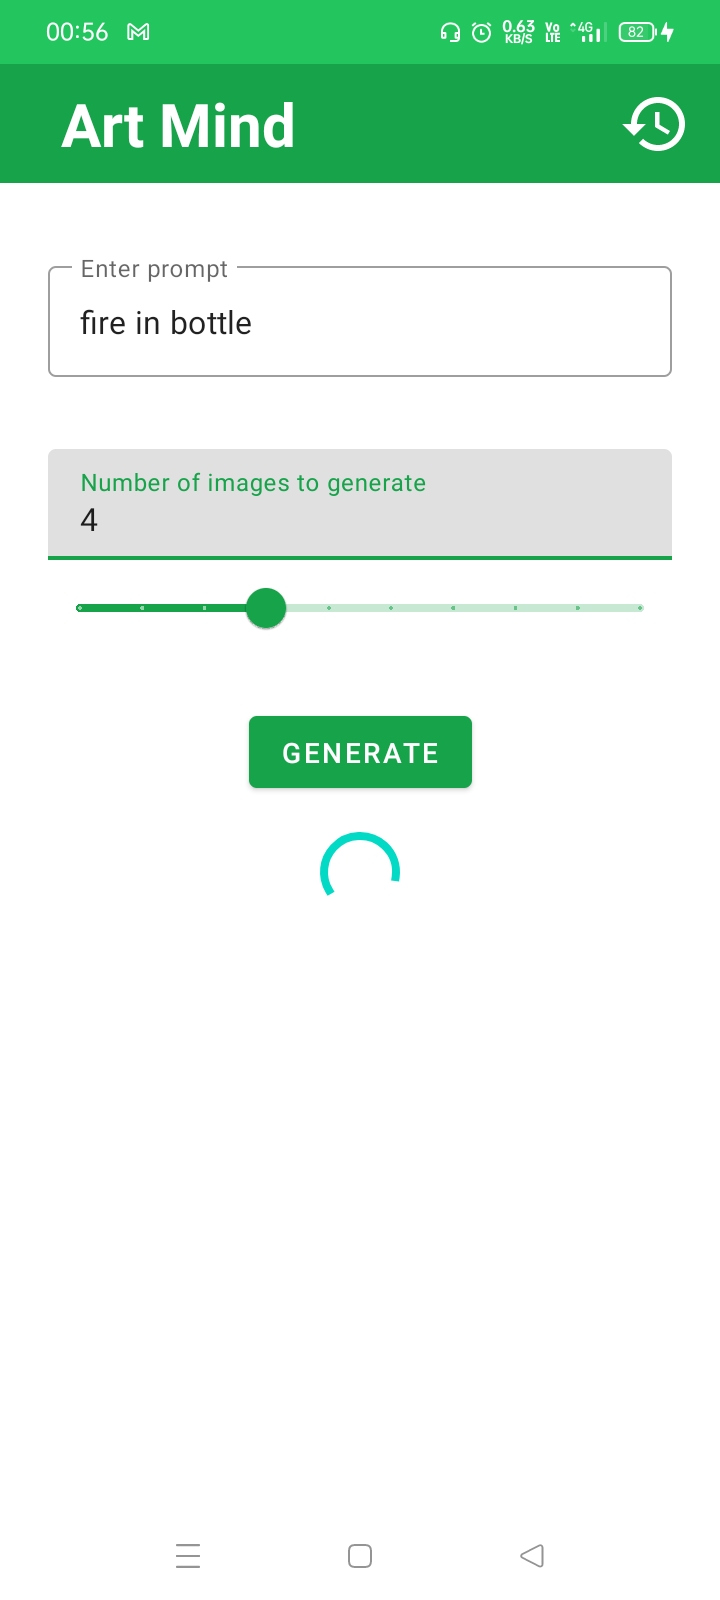 00:56 0.63 KB/S Vo LTE 4G 82
Art Mind
Enter prompt
fire in bottle
Number of images to generate
4
GENERATE